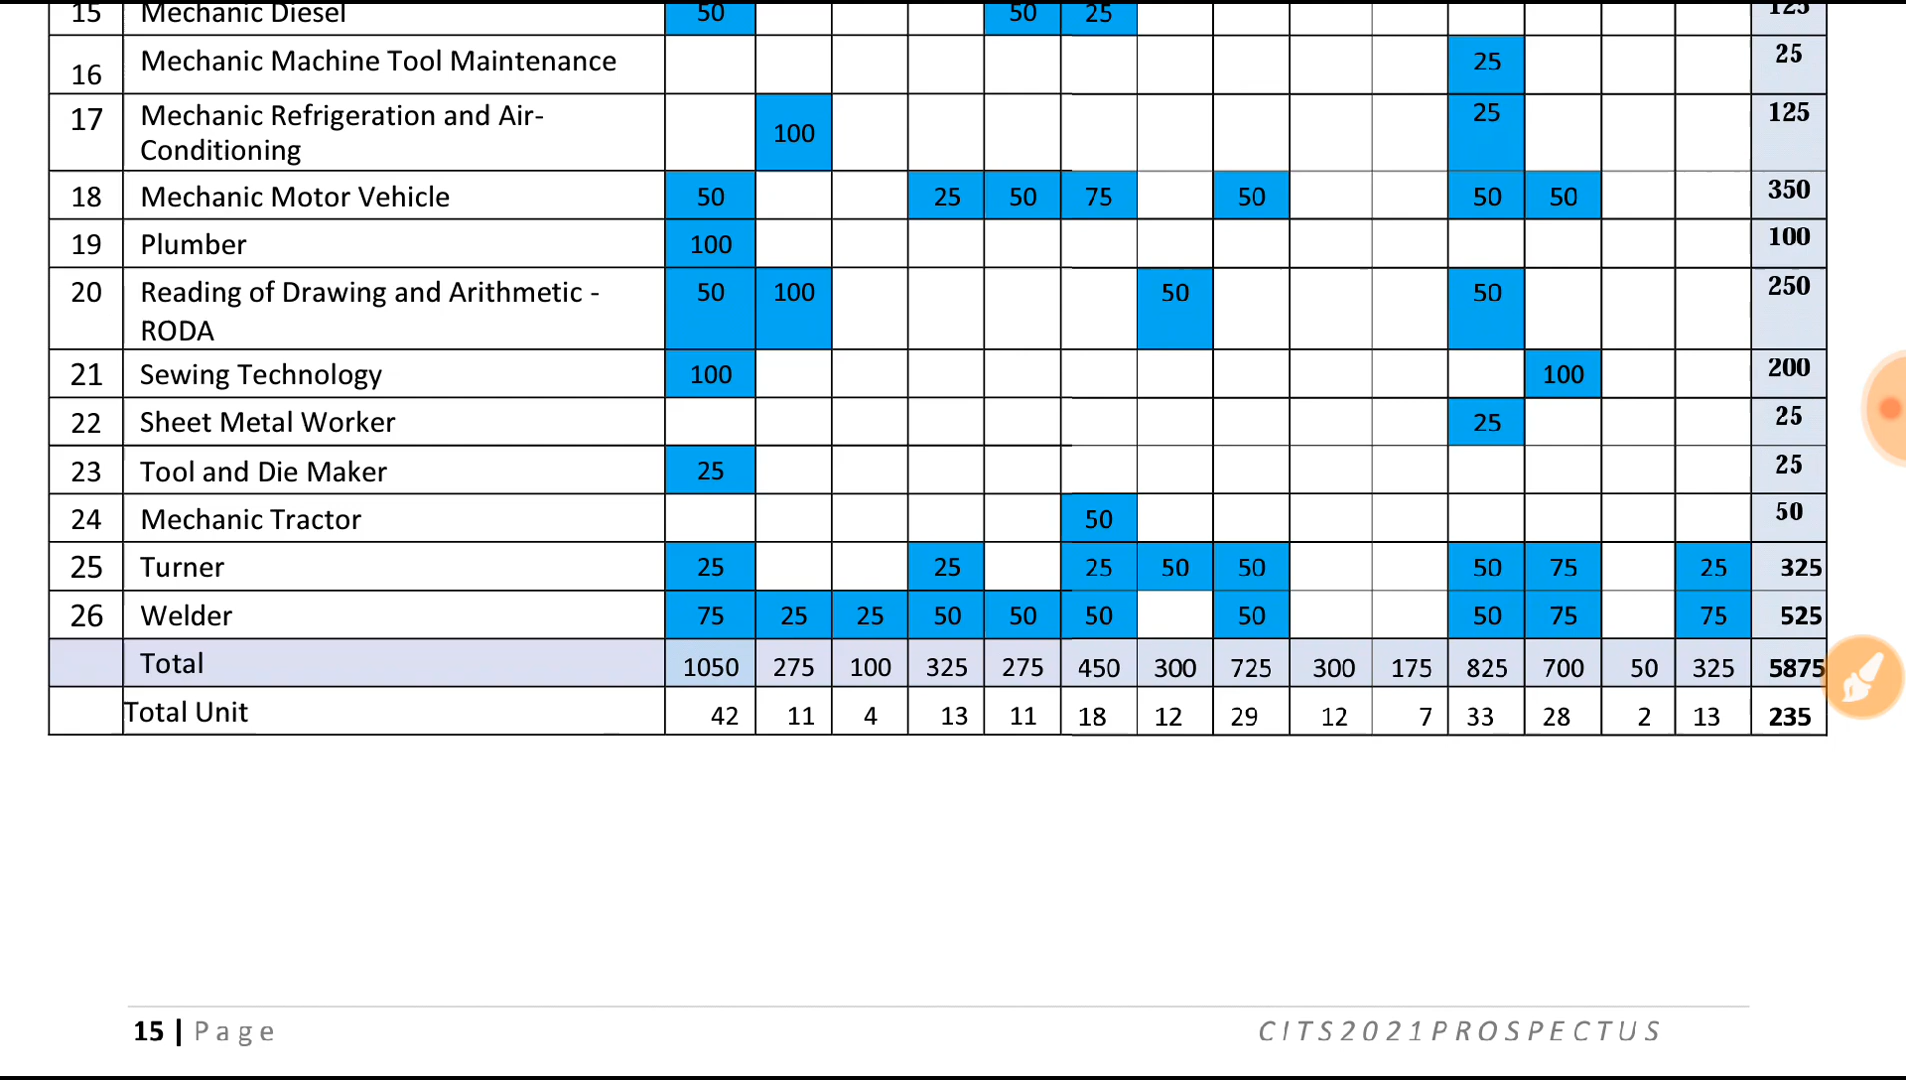 15 Mechanic Diesel 50 50 25 125
16 Mechanic Machine Tool Maintenance 25 25
17 Mechanic Refrigeration and Air- 100 25 125
Conditioning
18 Mechanic Motor Vehicle 50 25 50 75 50 50 50 350
19 Plumber 100 100
20 Reading of Drawing and Arithmetic - 50 100 50 50 250
RODA
21 Sewing Technology 100 100 200
22 Sheet Metal Worker 25 25
23 Tool and Die Maker 25 25
24 Mechanic Tractor 50 50
25 Turner 25 25 25 50 50 50 75 25 325
26 Welder 75 25 25 50 50 50 50 50 75 75 525
Total 1050 275 100 325 275 450 300 725 300 175 825 700 50 325 5875
Total Unit 42 11 4 13 11 18 12 29 12 7 33 28 2 13 235
15 | Page CITS2021PROSPECTUS